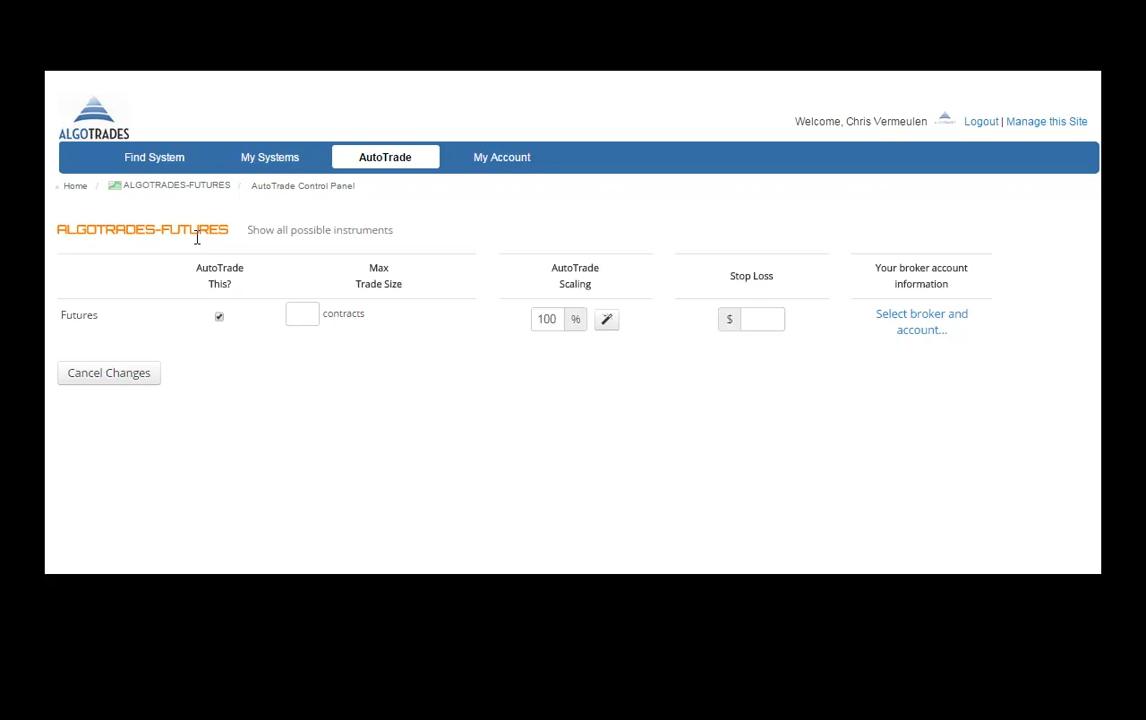 ALGOTRADES
Welcome, Chris Vermeulen Logout | Manage this Site
Find System My Systems AutoTrade My Account
Home / ALGOTRADES-FUTURES / AutoTrade Control Panel
ALGOTRADES-FUTURES Show all possible instruments
AutoTrade This?
Max Trade Size
AutoTrade Scaling
Stop Loss
Your broker account information
Futures contracts 100 % $ Select broker and account...
Cancel Changes